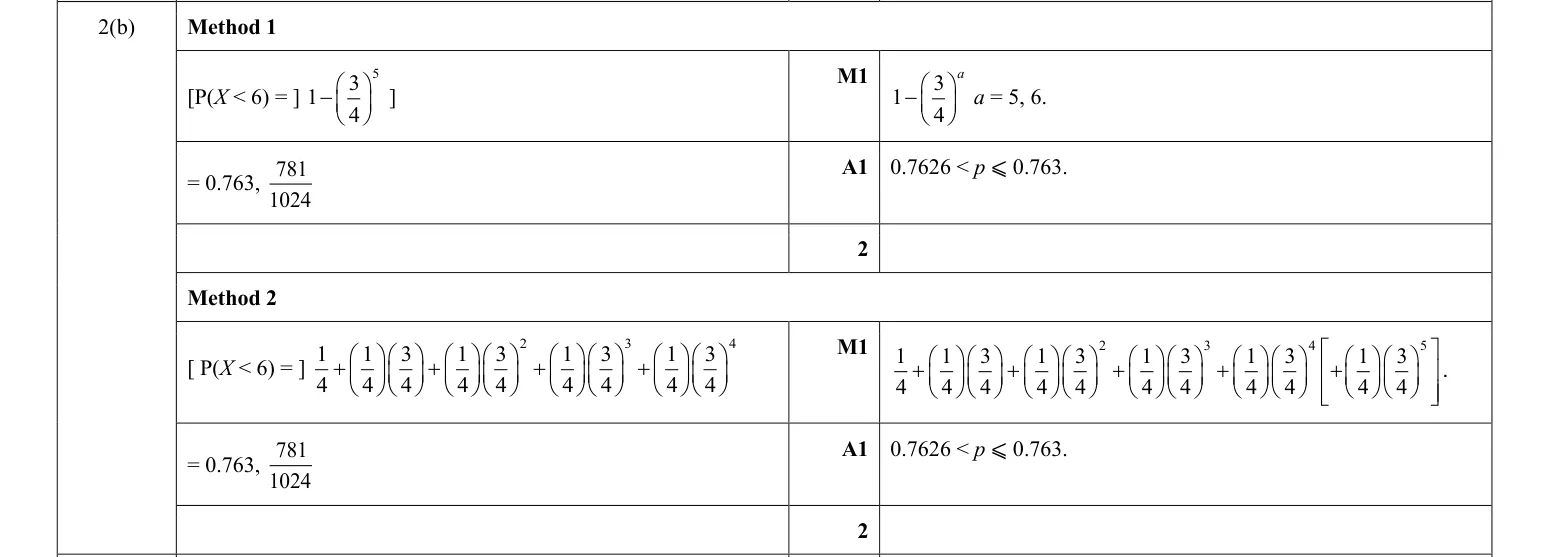 2(b) Method 1
[P(X < 6) = ] 1 − (3/4)^5 ] M1 1 − (3/4)^a a = 5, 6.
= 0.763, 781/1024 A1 0.7626 < p ⩽ 0.763.
2
Method 2
[ P(X < 6) = ] 1/4 + (1/4)(3/4) + (1/4)(3/4)^2 + (1/4)(3/4)^3 + (1/4)(3/4)^4 M1 1/4 + (1/4)(3/4) + (1/4)(3/4)^2 + (1/4)(3/4)^3 + (1/4)(3/4)^4 [ + (1/4)(3/4)^5 ].
= 0.763, 781/1024 A1 0.7626 < p ⩽ 0.763.
2